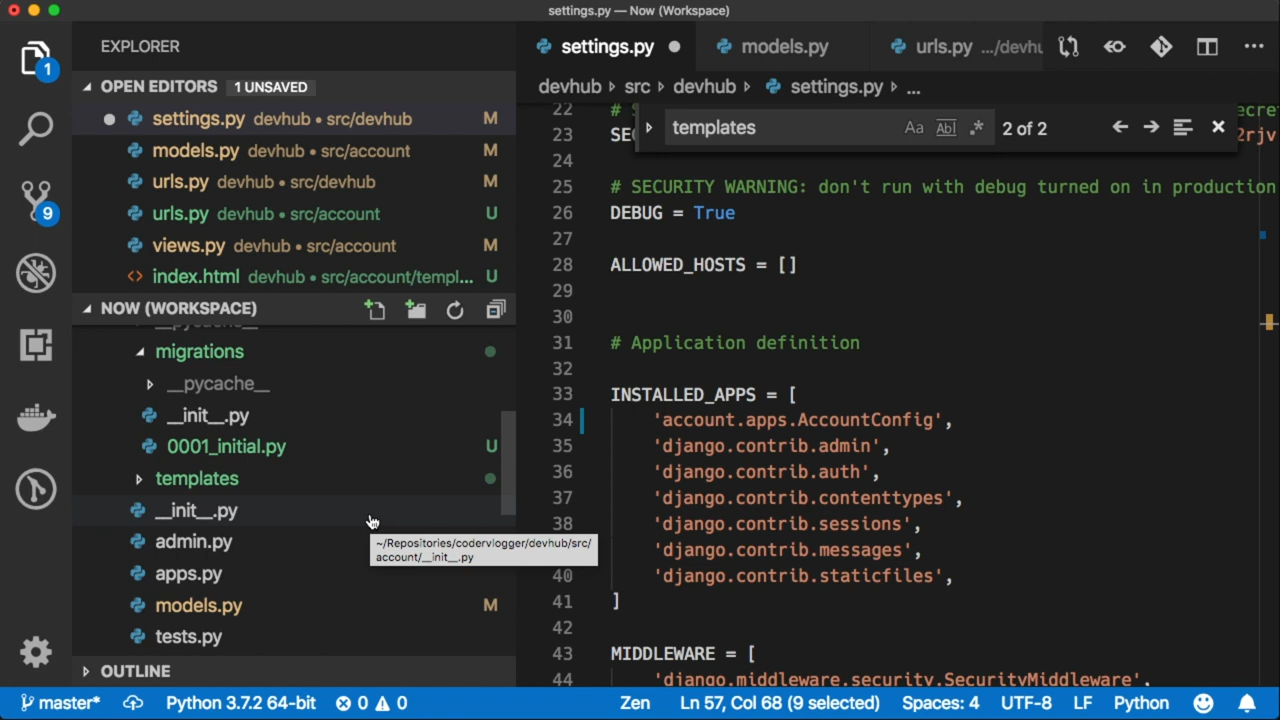 settings.py — Now (Workspace)
EXPLORER
1
OPEN EDITORS 1 UNSAVED
settings.py devhub • src/devhub M
models.py devhub • src/account M
urls.py devhub • src/devhub M
urls.py devhub • src/account U
views.py devhub • src/account M
<> index.html devhub • src/account/templ... U
9
NOW (WORKSPACE)
__pycache__
migrations
__pycache__
__init__.py
0001_initial.py U
templates
__init__.py
admin.py
apps.py
models.py M
tests.py
OUTLINE
~/Repositories/codervlogger/devhub/src/
account/__init__.py
settings.py models.py urls.py .../devhu
devhub src devhub settings.py ...
templates Aa Abl .* 2 of 2
22 #
23 SE
24
25 # SECURITY WARNING: don't run with debug turned on in production
26 DEBUG = True
27
28 ALLOWED_HOSTS = []
29
30
31 # Application definition
32
33 INSTALLED_APPS = [
34 'account.apps.AccountConfig',
35 'django.contrib.admin',
36 'django.contrib.auth',
37 'django.contrib.contenttypes',
38 'django.contrib.sessions',
'django.contrib.messages',
40 'django.contrib.staticfiles',
41 ]
42
43 MIDDLEWARE = [
44 'django.middleware.security.SecurityMiddleware',
master* Python 3.7.2 64-bit 0 0 Zen Ln 57, Col 68 (9 selected) Spaces: 4 UTF-8 LF Python